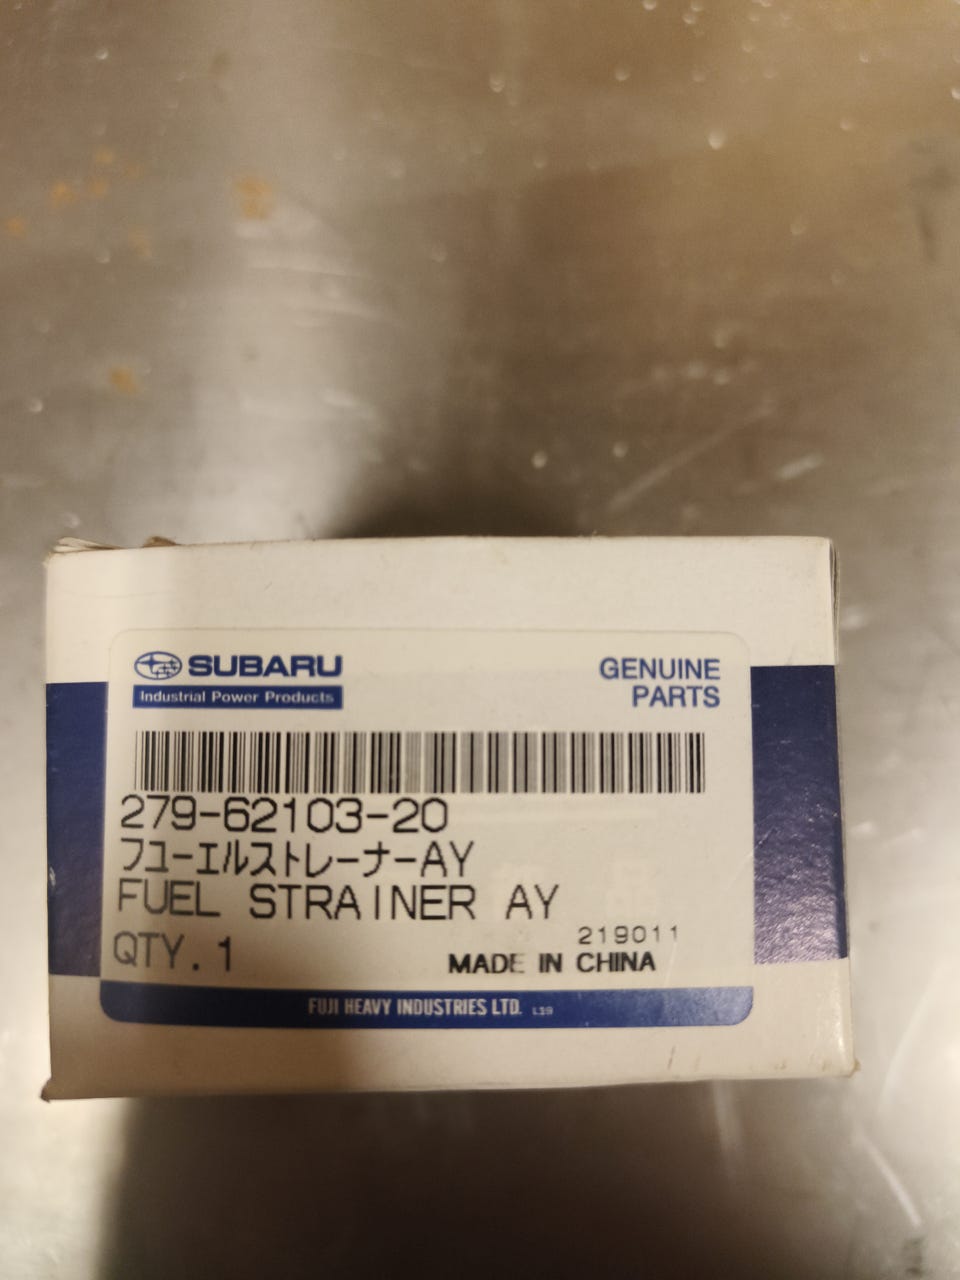 SUBARU
Industrial Power Products
GENUINE
PARTS
279-62103-20
フューエルストレーナーAY
FUEL STRAINER AY
219011
QTY. 1
MADE IN CHINA
FUJI HEAVY INDUSTRIES LTD.